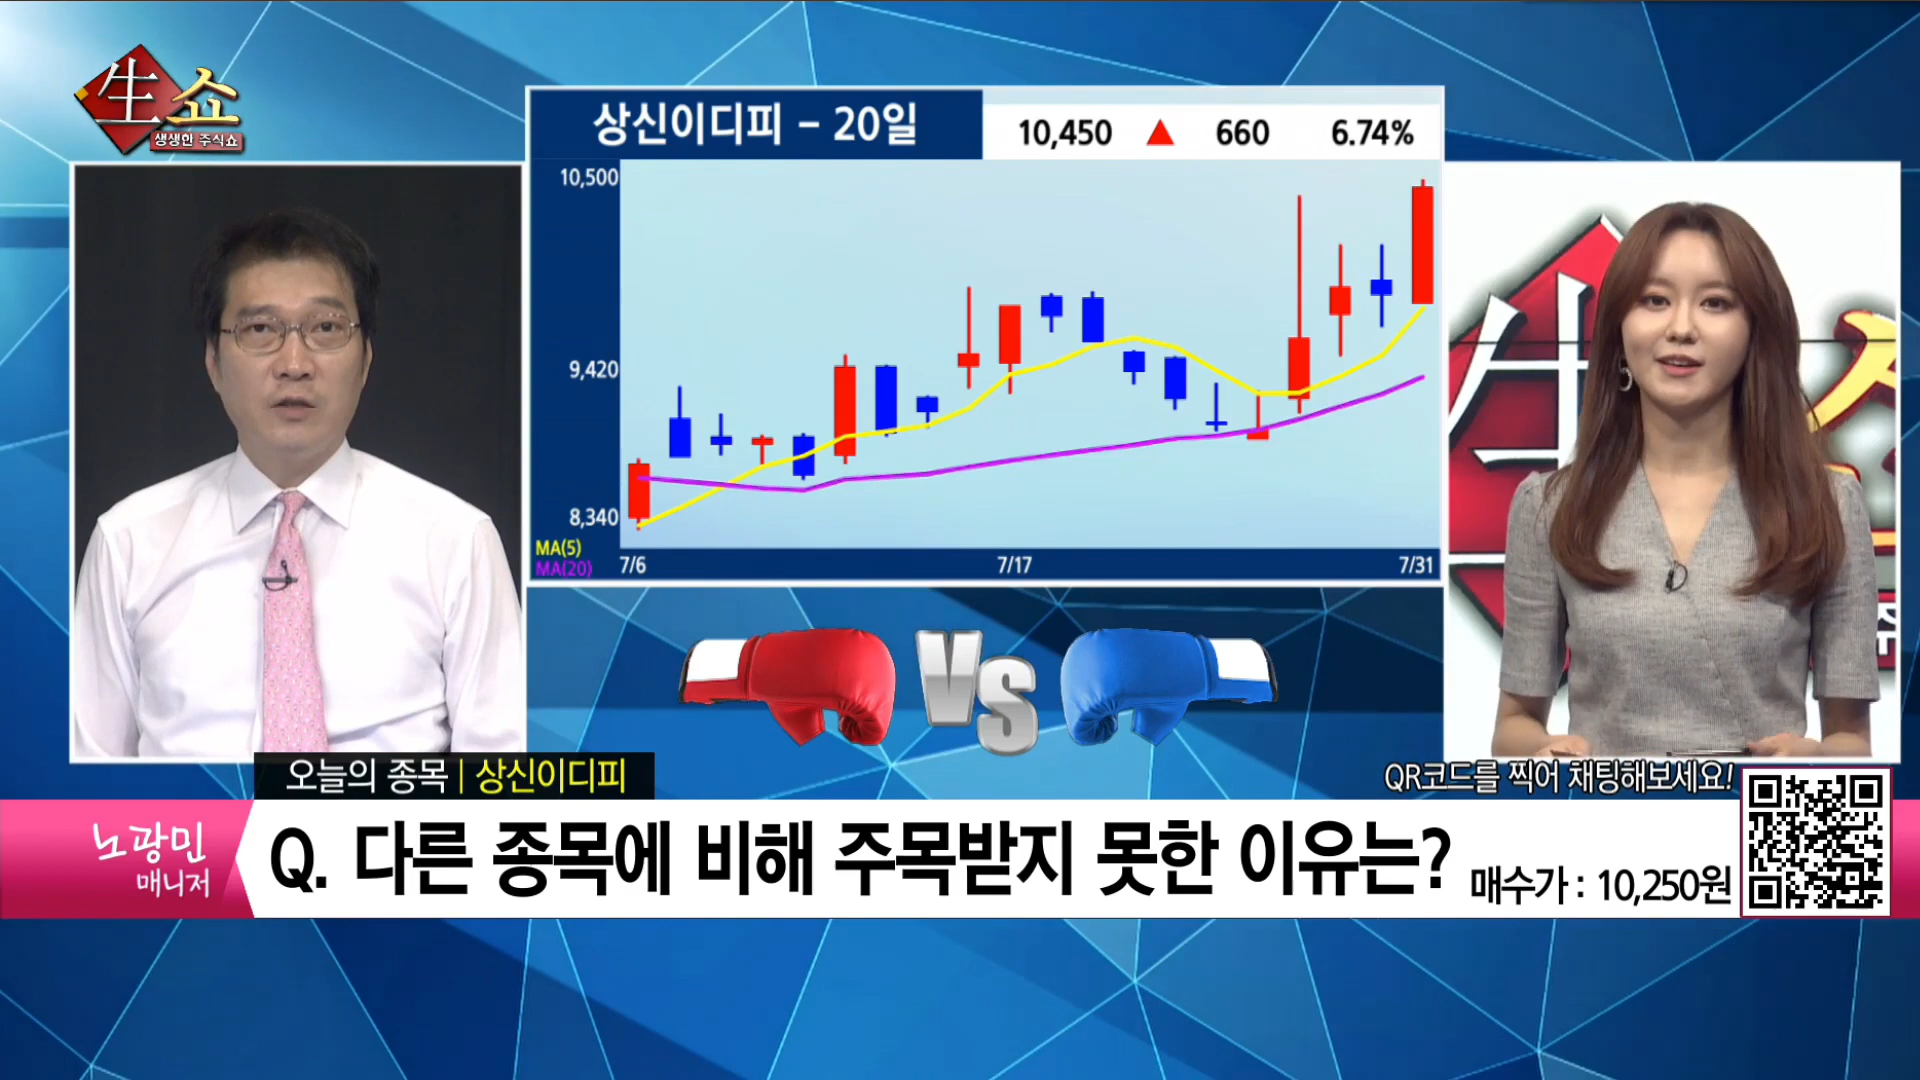 生쇼
생생한 주식쇼
상신이디피 - 20일
10,450 ▲ 660 6.74%
10,500
9,420
8,340
MA(5)
MA(20)
7/6 7/17 7/31
生쇼
VS
오늘의 종목 | 상신이디피
QR코드를 찍어 채팅해보세요!
노광민
매니저
Q. 다른 종목에 비해 주목받지 못한 이유는?
매수가 : 10,250원